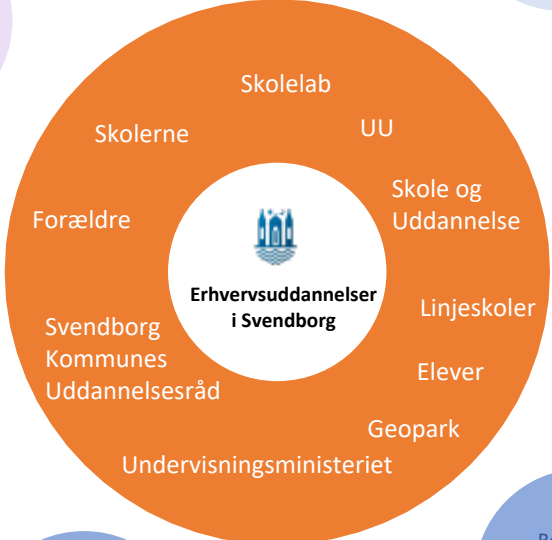 Skolelab
UU
Skolerne
Skole og
Uddannelse
Forældre
Erhvervsuddannelser
i Svendborg
Linjeskoler
Svendborg
Kommunes
Uddannelsesråd
Elever
Geopark
Undervisningsministeriet